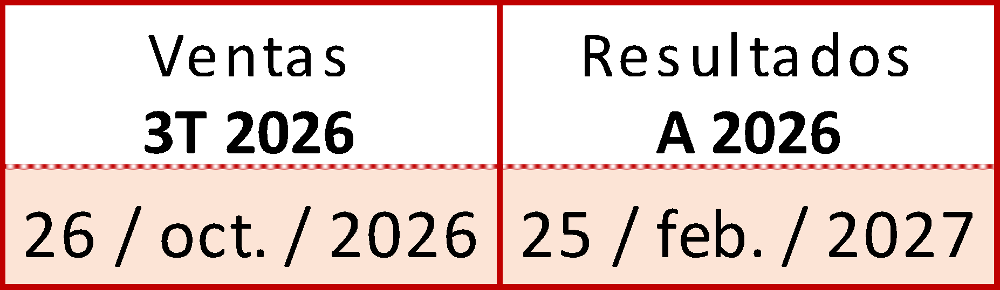 Ventas
3T 2026
26 / oct. / 2026
Resultados
A 2026
25 / feb. / 2027